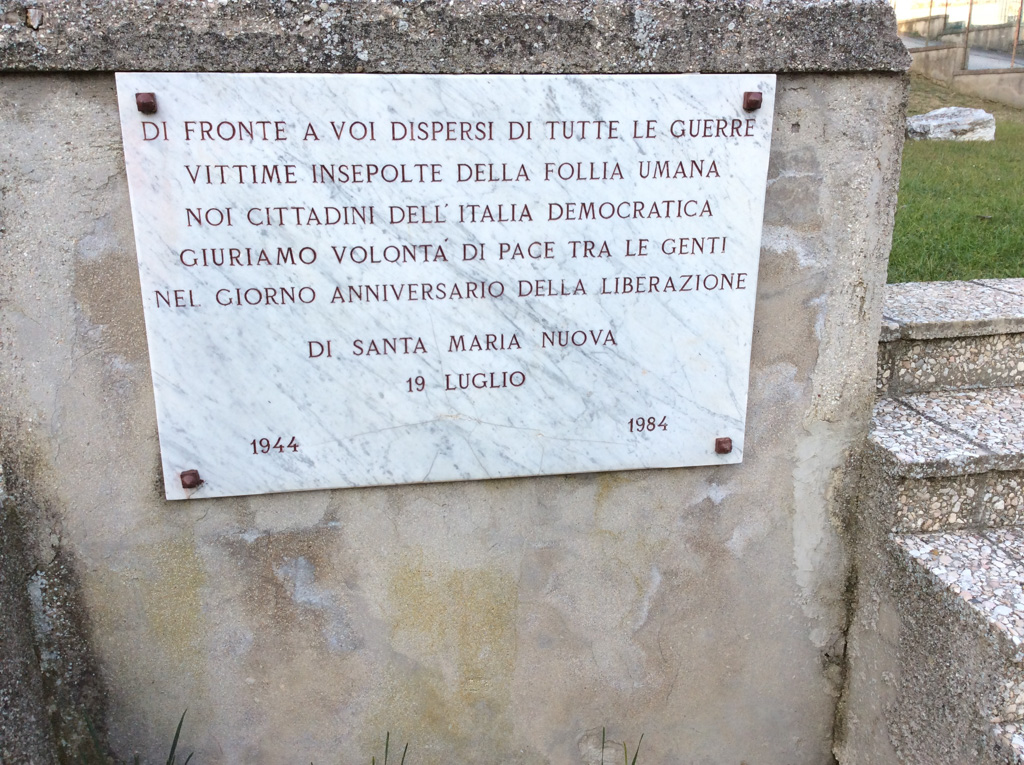 DI FRONTE A VOI DISPERSI DI TUTTE LE GUERRE
VITTIME INSEPOLTE DELLA FOLLIA UMANA
NOI CITTADINI DELL'ITALIA DEMOCRATICA
GIURIAMO VOLONTÁ DI PACE TRA LE GENTI
NEL GIORNO ANNIVERSARIO DELLA LIBERAZIONE
DI SANTA MARIA NUOVA
19 LUGLIO
1944 1984